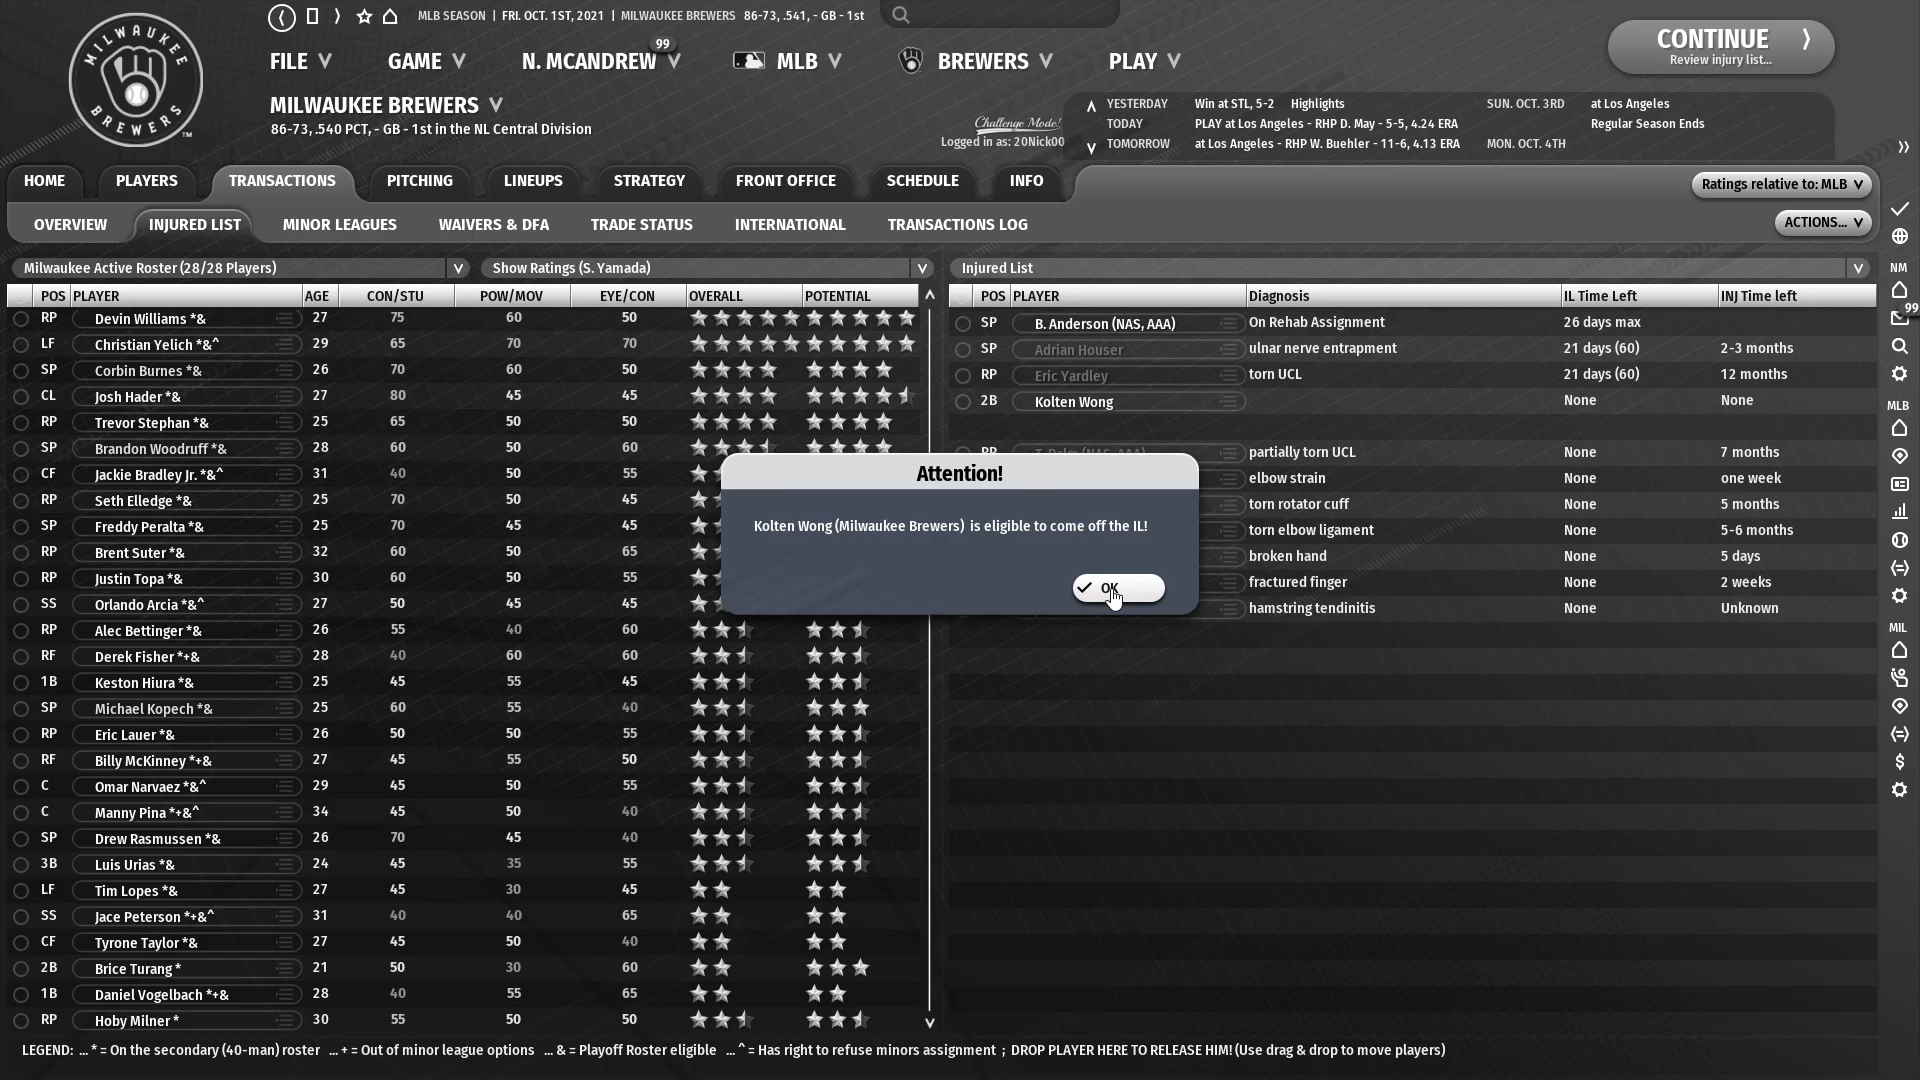 MLB SEASON | FRI. OCT. 1ST, 2021 | MILWAUKEE BREWERS 86-73, .541, - GB - 1st
MILWAUKEE BREWERS
FILE GAME N. MCANDREW 99 MLB BREWERS PLAY
CONTINUE
Review injury list...
MILWAUKEE BREWERS
86-73, .540 PCT, - GB - 1st in the NL Central Division
Challenge Mode!
Logged in as: 20Nick00
YESTERDAY Win at STL, 5-2 Highlights SUN. OCT. 3RD at Los Angeles
TODAY PLAY at Los Angeles - RHP D. May - 5-5, 4.24 ERA Regular Season Ends
TOMORROW at Los Angeles - RHP W. Buehler - 11-6, 4.13 ERA MON. OCT. 4TH
HOME PLAYERS TRANSACTIONS PITCHING LINEUPS STRATEGY FRONT OFFICE SCHEDULE INFO
Ratings relative to: MLB
OVERVIEW INJURED LIST MINOR LEAGUES WAIVERS & DFA TRADE STATUS INTERNATIONAL TRANSACTIONS LOG
ACTIONS...
Milwaukee Active Roster (28/28 Players) Show Ratings (S. Yamada)
POS PLAYER AGE CON/STU POW/MOV EYE/CON OVERALL POTENTIAL
RP Devin Williams *& 27 75 60 50
LF Christian Yelich *&^ 29 65 70 70
SP Corbin Burnes *& 26 70 60 50
CL Josh Hader *& 27 80 45 45
RP Trevor Stephan *& 25 65 50 50
SP Brandon Woodruff *& 28 60 50 60
CF Jackie Bradley Jr. *&^ 31 40 50 55
RP Seth Elledge *& 25 70 50 45
SP Freddy Peralta *& 25 70 45 45
RP Brent Suter *& 32 60 50 65
RP Justin Topa *& 30 60 50 55
SS Orlando Arcia *&^ 27 50 45 45
RP Alec Bettinger *& 26 55 40 60
RF Derek Fisher *+& 28 40 60 60
1B Keston Hiura *& 25 45 55 45
SP Michael Kopech *& 25 60 55 40
RP Eric Lauer *& 26 50 50 55
RF Billy McKinney *+& 27 45 55 50
C Omar Narvaez *&^ 29 45 50 55
C Manny Pina *+&^ 34 45 50 40
SP Drew Rasmussen *& 26 70 45 40
3B Luis Urias *& 24 45 35 55
LF Tim Lopes *& 27 45 30 45
SS Jace Peterson *+&^ 31 40 40 65
CF Tyrone Taylor *& 27 45 50 40
2B Brice Turang * 21 50 30 60
1B Daniel Vogelbach *+& 28 40 55 65
RP Hoby Milner * 30 55 50 50
Injured List
POS PLAYER Diagnosis IL Time Left INJ Time left
SP B. Anderson (NAS, AAA) On Rehab Assignment 26 days max
SP Adrian Houser ulnar nerve entrapment 21 days (60) 2-3 months
RP Eric Yardley torn UCL 21 days (60) 12 months
2B Kolten Wong None None
partially torn UCL None 7 months
elbow strain None one week
torn rotator cuff None 5 months
torn elbow ligament None 5-6 months
broken hand None 5 days
fractured finger None 2 weeks
hamstring tendinitis None Unknown
Attention!
Kolten Wong (Milwaukee Brewers) is eligible to come off the IL!
OK
NM
99
MLB
MIL
LEGEND: ... * = On the secondary (40-man) roster ... + = Out of minor league options ... & = Playoff Roster eligible ... ^ = Has right to refuse minors assignment ; DROP PLAYER HERE TO RELEASE HIM! (Use drag & drop to move players)